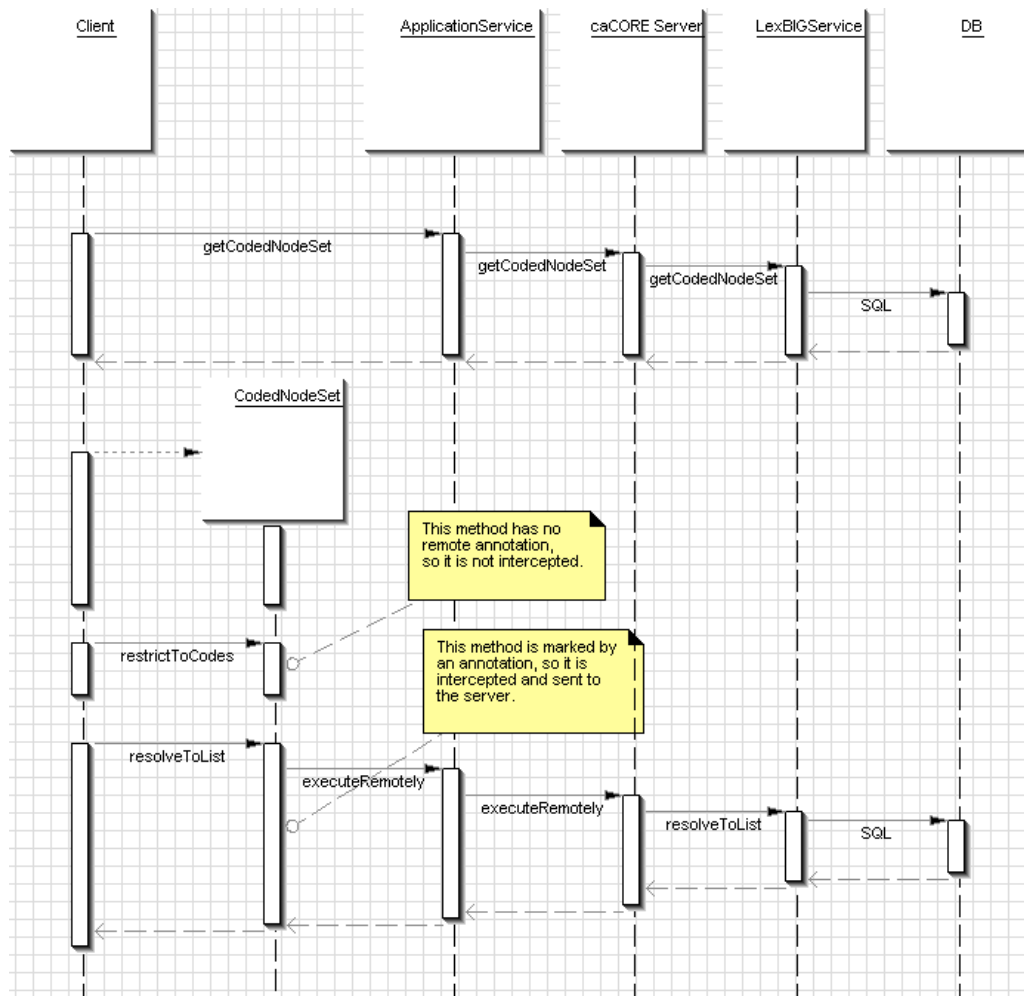 Client
ApplicationService
caCORE Server
LexBIGService
DB
getCodedNodeSet
getCodedNodeSet
getCodedNodeSet
SQL
CodedNodeSet
This method has no
remote annotation,
so it is not intercepted.
restrictToCodes
This method is marked by
an annotation, so it is
intercepted and sent to
the server.
resolveToList
executeRemotely
executeRemotely
resolveToList
SQL